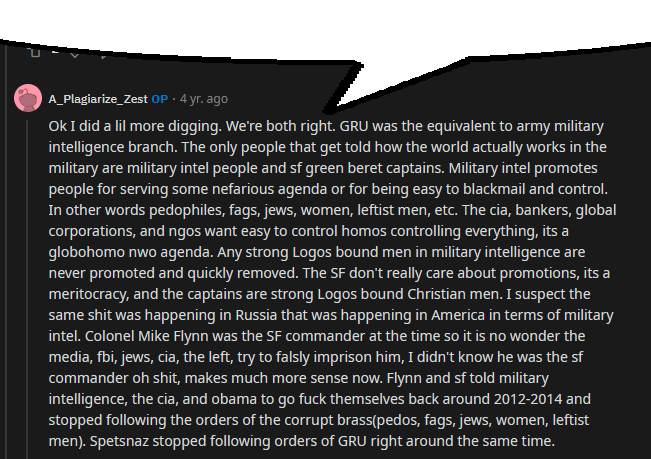 A_Plagiarize_Zest OP · 4 yr. ago
Ok I did a lil more digging. We're both right. GRU was the equivalent to army military
intelligence branch. The only people that get told how the world actually works in the
military are military intel people and sf green beret captains. Military intel promotes
people for serving some nefarious agenda or for being easy to blackmail and control.
In other words pedophiles, fags, jews, women, leftist men, etc. The cia, bankers, global
corporations, and ngos want easy to control homos controlling everything, its a
globohomo nwo agenda. Any strong Logos bound men in military intelligence are
never promoted and quickly removed. The SF don't really care about promotions, its a
meritocracy, and the captains are strong Logos bound Christian men. I suspect the
same shit was happening in Russia that was happening in America in terms of military
intel. Colonel Mike Flynn was the SF commander at the time so it is no wonder the
media, fbi, jews, cia, the left, try to falsly imprison him, I didn't know he was the sf
commander oh shit, makes much more sense now. Flynn and sf told military
intelligence, the cia, and obama to go fuck themselves back around 2012-2014 and
stopped following the orders of the corrupt brass(pedos, fags, jews, women, leftist
men). Spetsnaz stopped following orders of GRU right around the same time.